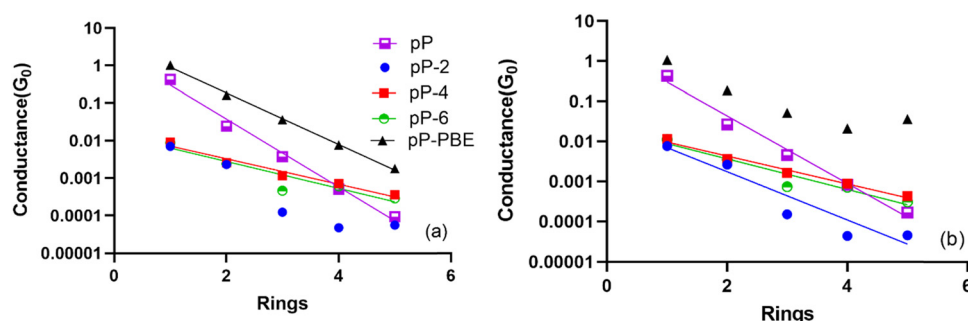 10
1
0.1
0.01
0.001
0.0001
0.00001
Conductance(G0)
pP
pP-2
pP-4
pP-6
pP-PBE
(a)
0 2 4 6
Rings
10
1
0.1
0.01
0.001
0.0001
0.00001
Conductance(G0)
(b)
0 2 4 6
Rings